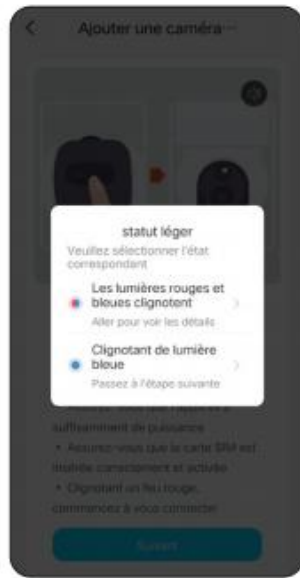 Ajouter une caméra···
statut léger
Veuillez sélectionner l'état
correspondant
Les lumières rouges et
bleues clignotent
Aller pour voir les détails
Clignotant de lumière
bleue
Passez à l'étape suivante
suffisamment de puissance
• Assurez-vous que la carte SIM est
insérée correctement et activée
• Clignotant un feu rouge,
commencez à vous connecter
Suivant